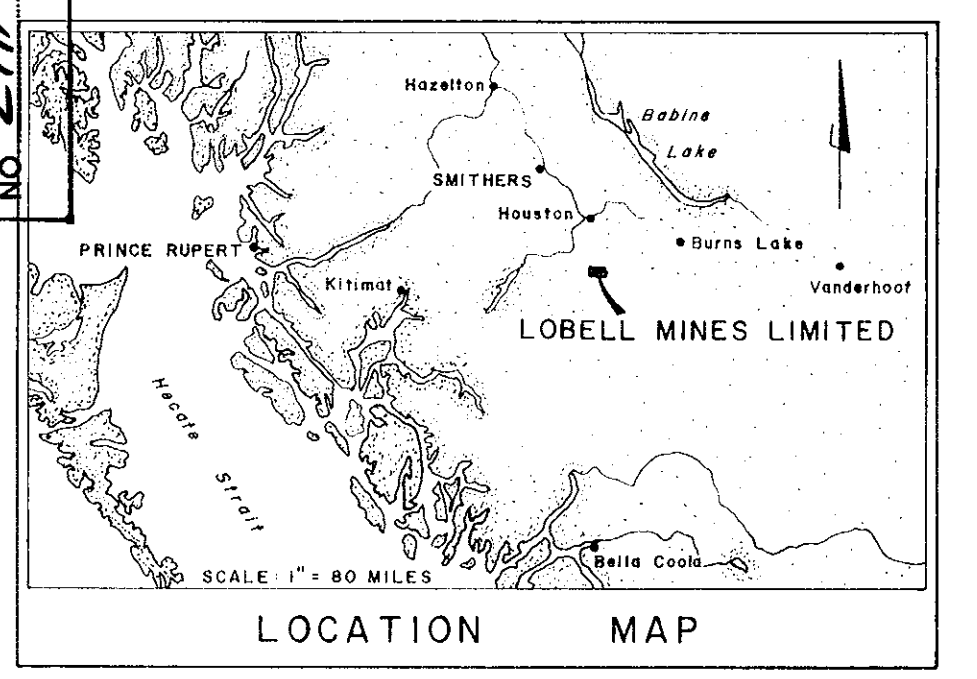 NO
Hazelton
Babine
Lake
SMITHERS
Houston
PRINCE RUPERT
Burns Lake
Kitimat
Vanderhoof
LOBELL MINES LIMITED
Hecate
Strait
Bella Coola
SCALE: 1" = 80 MILES
LOCATION MAP